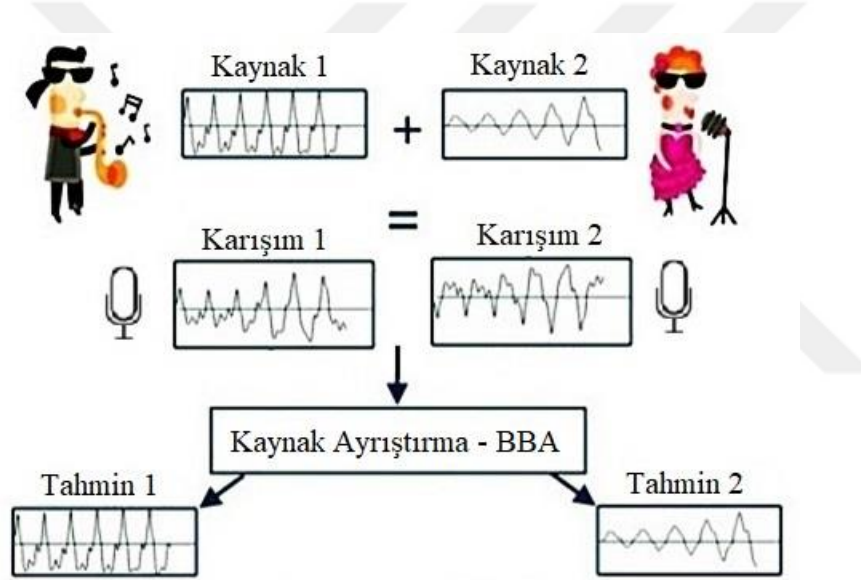 Kaynak 1
Kaynak 2
+
=
Karışım 1
Karışım 2
Kaynak Ayrıştırma - BBA
Tahmin 1
Tahmin 2